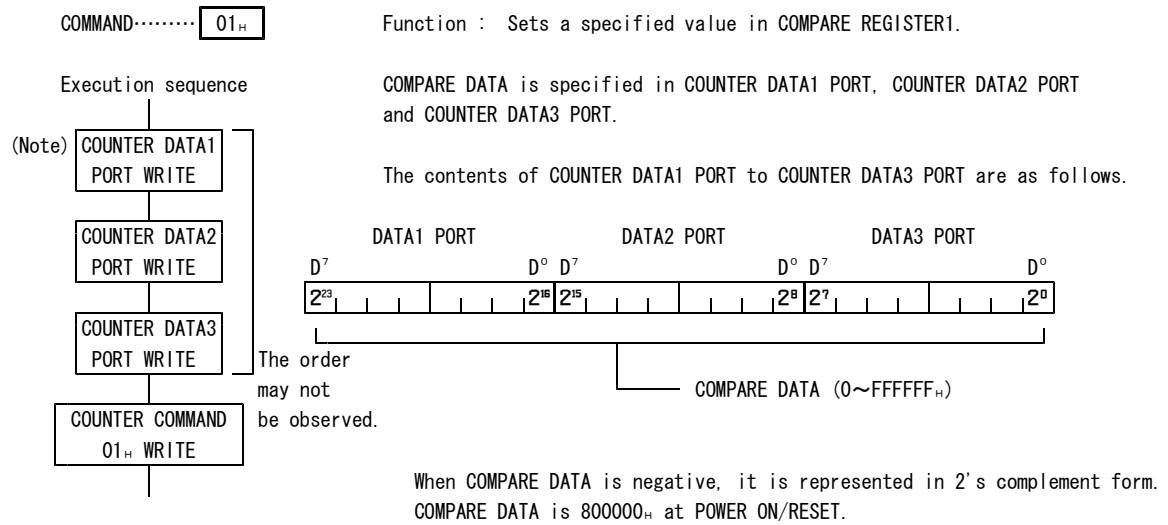 COMMAND········· 01H Function : Sets a specified value in COMPARE REGISTER1.
Execution sequence
COMPARE DATA is specified in COUNTER DATA1 PORT, COUNTER DATA2 PORT
and COUNTER DATA3 PORT.
(Note)
COUNTER DATA1
PORT WRITE
The contents of COUNTER DATA1 PORT to COUNTER DATA3 PORT are as follows.
COUNTER DATA2
PORT WRITE
DATA1 PORT DATA2 PORT DATA3 PORT
D⁷ D⁰ D⁷ D⁰ D⁷ D⁰
2²³ 2¹⁶ 2¹⁵ 2⁸ 2⁷ 2⁰
COUNTER DATA3
PORT WRITE
The order
may not
be observed.
COMPARE DATA (0～FFFFFFH)
COUNTER COMMAND
01H WRITE
When COMPARE DATA is negative, it is represented in 2's complement form.
COMPARE DATA is 800000H at POWER ON/RESET.